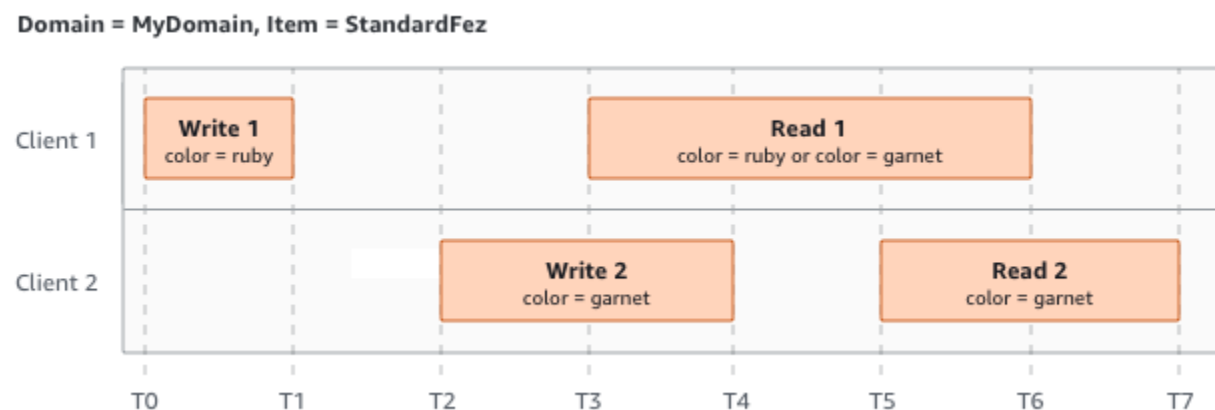 Domain = MyDomain, Item = StandardFez
Client 1
Write 1
color = ruby
Read 1
color = ruby or color = garnet
Client 2
Write 2
color = garnet
Read 2
color = garnet
T0 T1 T2 T3 T4 T5 T6 T7